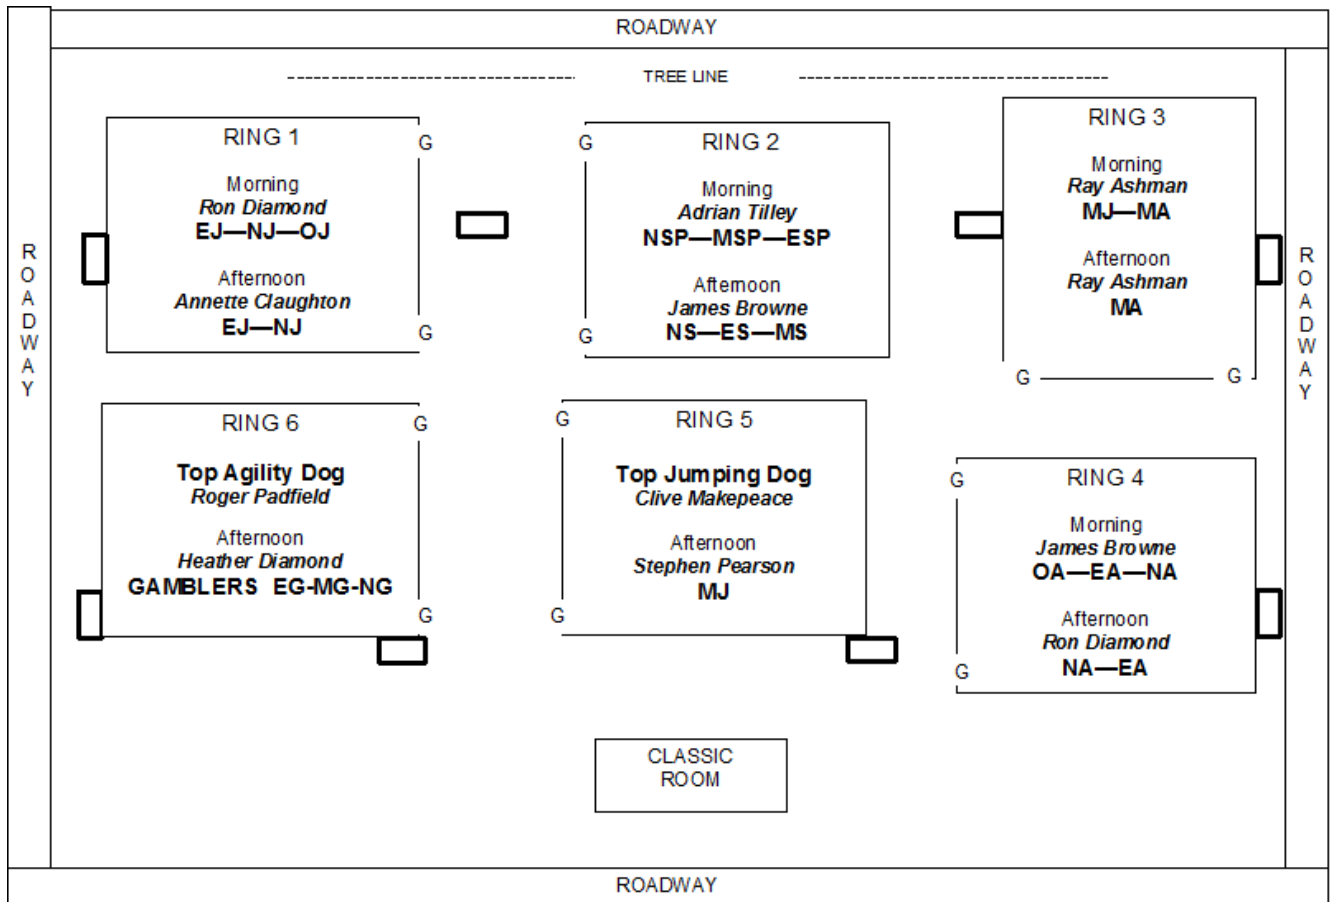 ROADWAY
TREE LINE
ROADWAY
RING 1
G
Morning
Ron Diamond
EJ—NJ—OJ
Afternoon
Annette Claughton
EJ—NJ
G
G
RING 2
Morning
Adrian Tilley
NSP—MSP—ESP
Afternoon
James Browne
NS—ES—MS
G
RING 3
Morning
Ray Ashman
MJ—MA
Afternoon
Ray Ashman
MA
G
G
ROADWAY
RING 6
G
Top Agility Dog
Roger Padfield
Afternoon
Heather Diamond
GAMBLERS EG-MG-NG
G
G
RING 5
Top Jumping Dog
Clive Makepeace
Afternoon
Stephen Pearson
MJ
G
G
RING 4
Morning
James Browne
OA—EA—NA
Afternoon
Ron Diamond
NA—EA
G
CLASSIC
ROOM
ROADWAY